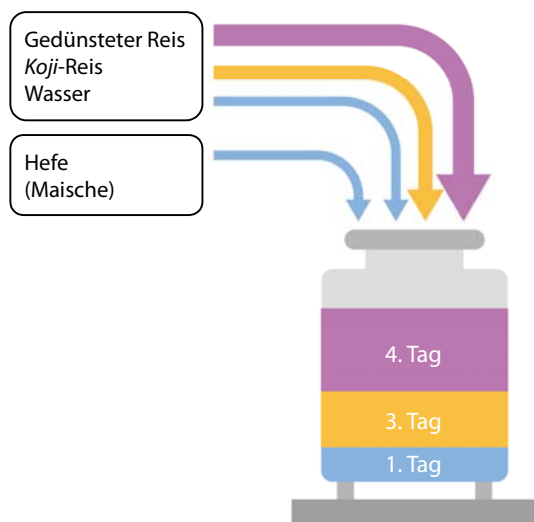 Gedünsteter Reis
Koji-Reis
Wasser
Hefe
(Maische)
4. Tag
3. Tag
1. Tag